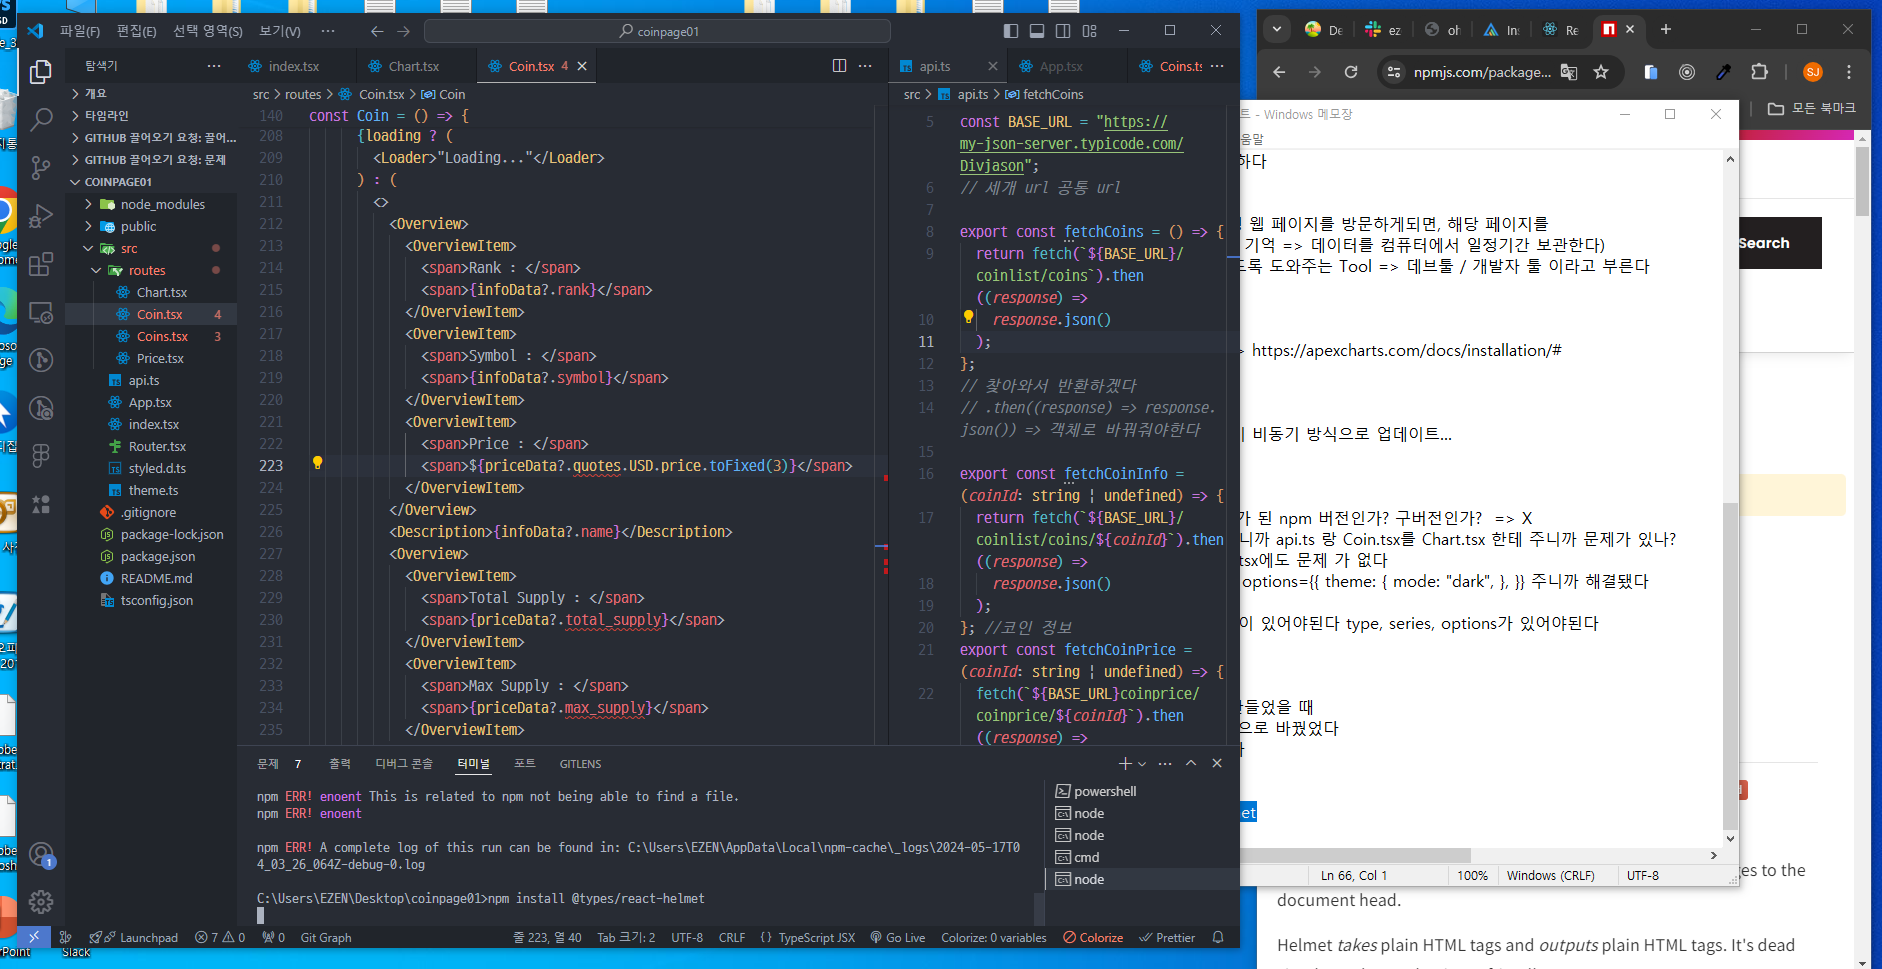 파일(F) 편집(E) 선택 영역(S) 보기(V) ··· coinpage01
탐색기 ···
개요
타임라인
GITHUB 끌어오기 요청: 끌어...
GITHUB 끌어오기 요청: 문제
COINPAGE01
node_modules
public
src
routes
Chart.tsx
Coin.tsx 4
Coins.tsx 3
Price.tsx
api.ts
App.tsx
index.tsx
Router.tsx
styled.d.ts
theme.ts
.gitignore
package-lock.json
package.json
README.md
tsconfig.json
index.tsx Chart.tsx Coin.tsx 4
src > routes > Coin.tsx > Coin
140 const Coin = () => {
208 {loading ? (
209 <Loader>"Loading..."</Loader>
210 ) : (
211 <>
212 <Overview>
213 <OverviewItem>
214 <span>Rank : </span>
215 <span>{infoData?.rank}</span>
216 </OverviewItem>
217 <OverviewItem>
218 <span>Symbol : </span>
219 <span>{infoData?.symbol}</span>
220 </OverviewItem>
221 <OverviewItem>
222 <span>Price : </span>
223 <span>${priceData?.quotes.USD.price.toFixed(3)}</span>
224 </OverviewItem>
225 </Overview>
226 <Description>{infoData?.name}</Description>
227 <Overview>
228 <OverviewItem>
229 <span>Total Supply : </span>
230 <span>{priceData?.total_supply}</span>
231 </OverviewItem>
232 <OverviewItem>
233 <span>Max Supply : </span>
234 <span>{priceData?.max_supply}</span>
235 </OverviewItem>
api.ts App.tsx Coins.ts ···
src > api.ts > fetchCoins
5 const BASE_URL = "https://
my-json-server.typicode.com/
Divjason";
6 // 세개 url 공통 url
7
8 export const fetchCoins = () => {
9 return fetch(`${BASE_URL}/
coinlist/coins`).then
((response) =>
10 response.json()
11 );
12 };
13 // 찾아와서 반환하겠다
14 // .then((response) => response.
json()) => 객체로 바꿔줘야한다
15
16 export const fetchCoinInfo =
(coinId: string | undefined) => {
17 return fetch(`${BASE_URL}/
coinlist/coins/${coinId}`).then
((response) =>
18 response.json()
19 );
20 }; //코인 정보
21 export const fetchCoinPrice =
(coinId: string | undefined) => {
22 fetch(`${BASE_URL}coinprice/
coinprice/${coinId}`).then
((response) =>
문제 7 출력 디버그 콘솔 터미널 포트 GITLENS
npm ERR! enoent This is related to npm not being able to find a file.
npm ERR! enoent
npm ERR! A complete log of this run can be found in: C:\Users\EZEN\AppData\Local\npm-cache\_logs\2024-05-17T0
4_03_26_064Z-debug-0.log
C:\Users\EZEN\Desktop\coinpage01>npm install @types/react-helmet
powershell
node
node
cmd
node
Launchpad 7 0 0 Git Graph 줄 223, 열 40 Tab 크기: 2 UTF-8 CRLF {} TypeScript JSX Go Live Colorize: 0 variables Colorize Prettier
Slack
De ez oh In: Re
npmjs.com/package... SJ
모든 북마크
- Windows 메모장
움말
하다
웹 페이지를 방문하게되면, 해당 페이지를
기억 => 데이터를 컴퓨터에서 일정기간 보관한다)
록 도와주는 Tool => 데브툴 / 개발자 툴 이라고 부른다
https://apexcharts.com/docs/installation/#
비동기 방식으로 업데이트...
가 된 npm 버전인가? 구버전인가? => X
니까 api.ts 랑 Coin.tsx를 Chart.tsx 한테 주니까 문제가 있나?
tsx에도 문제 가 없다
options={{ theme: { mode: "dark", }, }} 주니까 해결됐다
이 있어야된다 type, series, options가 있어야된다
만들었을 때
으로 바꿨었다
et
Ln 66, Col 1 100% Windows (CRLF) UTF-8
Search
ges to the
document head.
Helmet takes plain HTML tags and outputs plain HTML tags. It's dead